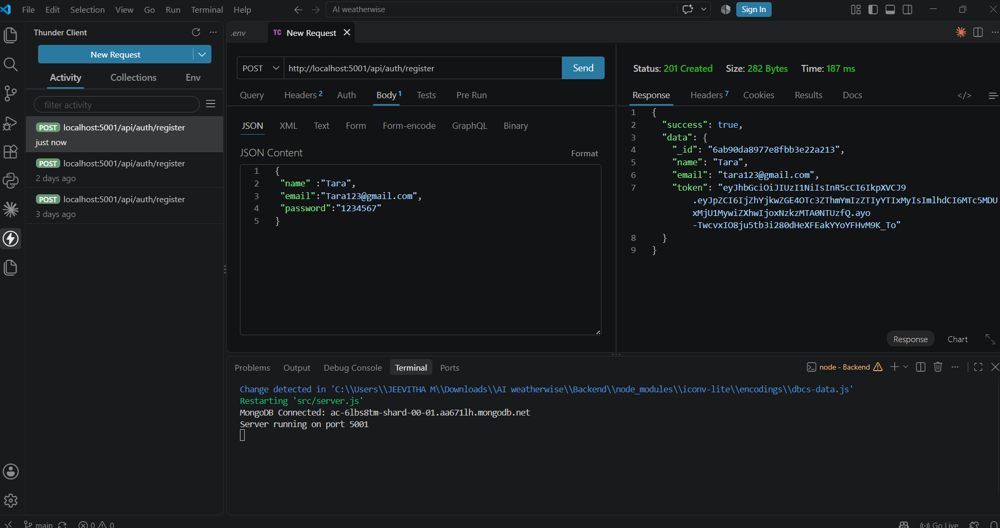 File Edit Selection View Go Run Terminal Help
AI weatherwise
Sign In
Thunder Client
New Request
Activity Collections Env
filter activity
POST localhost:5001/api/auth/register
just now
POST localhost:5001/api/auth/register
2 days ago
POST localhost:5001/api/auth/register
3 days ago
.env
TC New Request
POST http://localhost:5001/api/auth/register Send
Query Headers 2 Auth Body 1 Tests Pre Run
JSON XML Text Form Form-encode GraphQL Binary
JSON Content Format
1 {
2 "name" :"Tara",
3 "email":"Tara123@gmail.com",
4 "password":"1234567"
5 }
Status: 201 Created Size: 282 Bytes Time: 187 ms
Response Headers 7 Cookies Results Docs </>
1 {
2 "success": true,
3 "data": {
4 "_id": "6ab90da8977e8fbb3e22a213",
5 "name": "Tara",
6 "email": "tara123@gmail.com",
7 "token": "eyJhbGciOiJIUzI1NiIsInR5cCI6IkpXVCJ9
.eyJpZCI6IjZhYjkwZGE4OTc3ZThmYmIzZTIyYTIxMyIsImlhdCI6MTc5MDU
xMjU1MywiZXhwIjoxNzkzMTA0NTUzfQ.ayo
-TwcvxIO8ju5tb3i280dHeXFEakYYoYFHvM9K_To"
8 }
9 }
Response Chart
Problems Output Debug Console Terminal Ports
node - Backend
Change detected in 'C:\\Users\\JEEVITHA M\\Downloads\\AI weatherwise\\Backend\\node_modules\\iconv-lite\\encodings\\dbcs-data.js'
Restarting 'src/server.js'
MongoDB Connected: ac-6lbs8tm-shard-00-01.aa671lh.mongodb.net
Server running on port 5001
main 0 0
Go Live